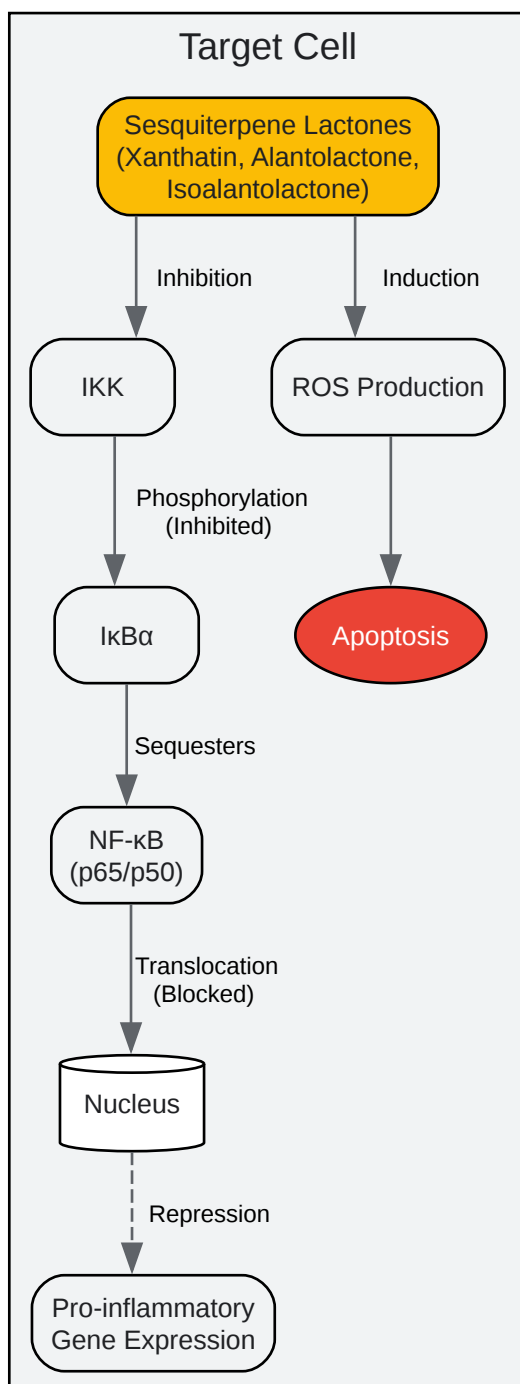 Target Cell
Sesquiterpene Lactones
(Xanthatin, Alantolactone,
Isoalantolactone)
Inhibition
Induction
IKK
ROS Production
Phosphorylation
(Inhibited)
IκBα
Apoptosis
Sequesters
NF-κB
(p65/p50)
Translocation
(Blocked)
Nucleus
Repression
Pro-inflammatory
Gene Expression